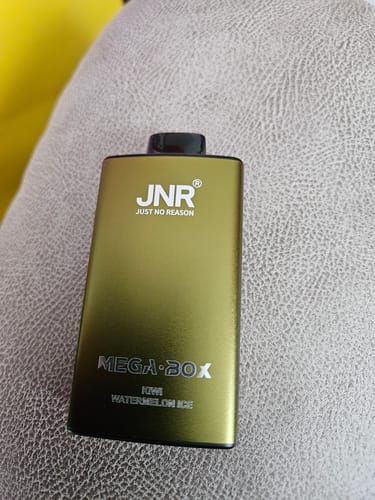 JNR®
JUST NO REASON
MEGA·BOX
KIWI
WATERMELON ICE